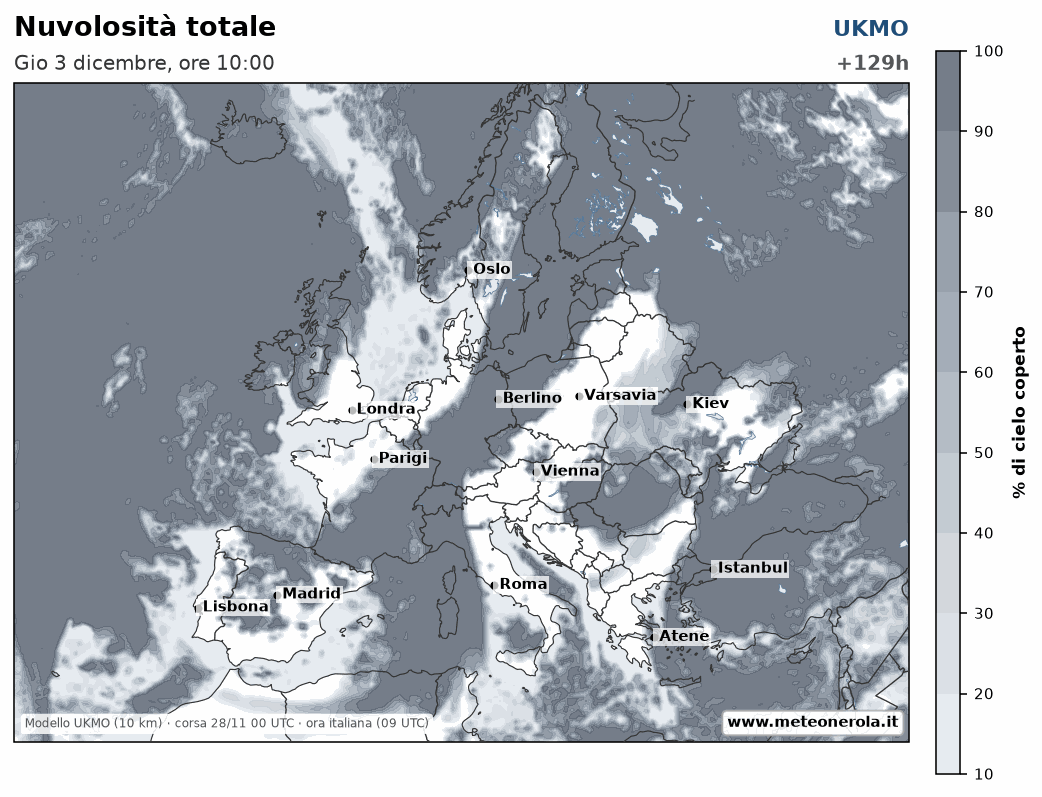 Nuvolosità totale
UKMO
Gio 3 dicembre, ore 10:00
+129h
100
90
80
70
60
50
40
30
20
10
% di cielo coperto
Oslo
Berlino
Varsavia
Kiev
Londra
Parigi
Vienna
Istanbul
Roma
Madrid
Lisbona
Atene
Modello UKMO (10 km) · corsa 28/11 00 UTC · ora italiana (09 UTC)
www.meteonerola.it